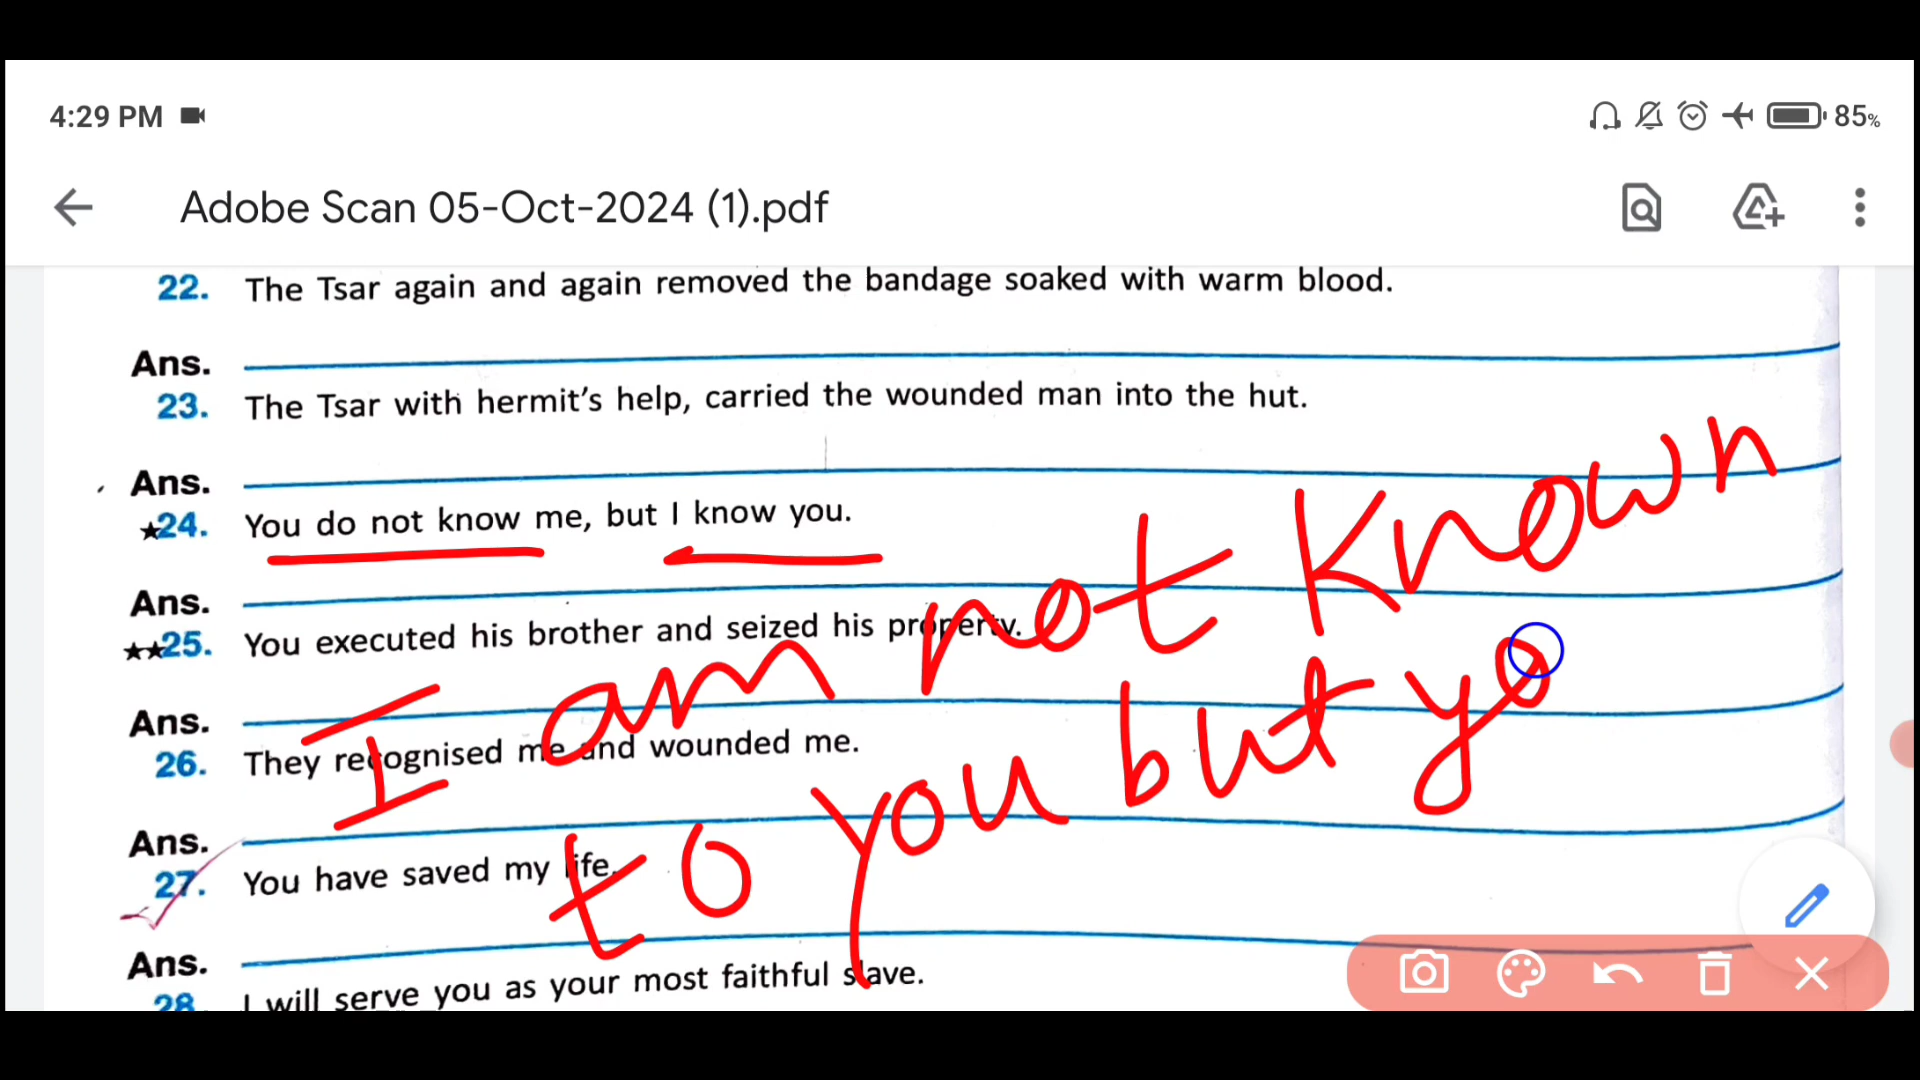 4:29 PM 85%
Adobe Scan 05-Oct-2024 (1).pdf
22. The Tsar again and again removed the bandage soaked with warm blood.
Ans.
23. The Tsar with hermit's help, carried the wounded man into the hut.
Ans.
★24. You do not know me, but I know you.
Ans.
★★25. You executed his brother and seized his property.
Ans.
26. They recognised me and wounded me.
Ans.
27. You have saved my life.
Ans.
28. I will serve you as your most faithful slave.
I am not known
to you but yo